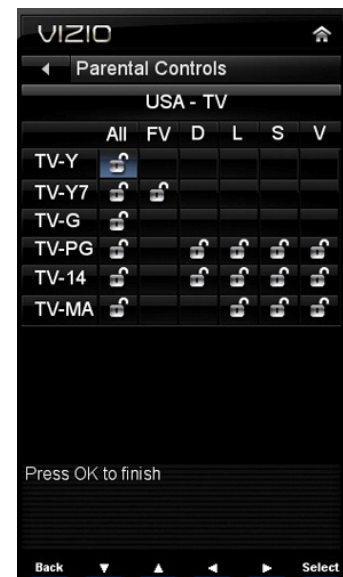 VIZIO
Parental Controls
USA - TV
All FV D L S V
TV-Y
TV-Y7
TV-G
TV-PG
TV-14
TV-MA
Press OK to finish
Back Select